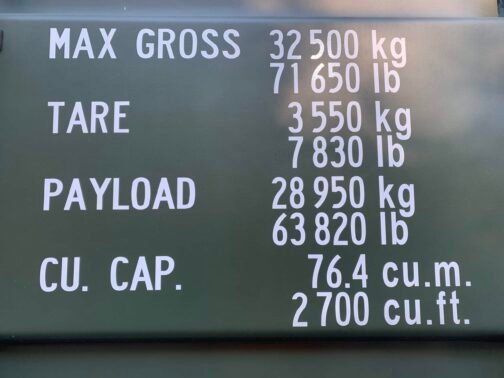 MAX GROSS 32 500 kg
71 650 lb
TARE 3 550 kg
7 830 lb
PAYLOAD 28 950 kg
63 820 lb
CU. CAP. 76.4 cu.m.
2 700 cu.ft.